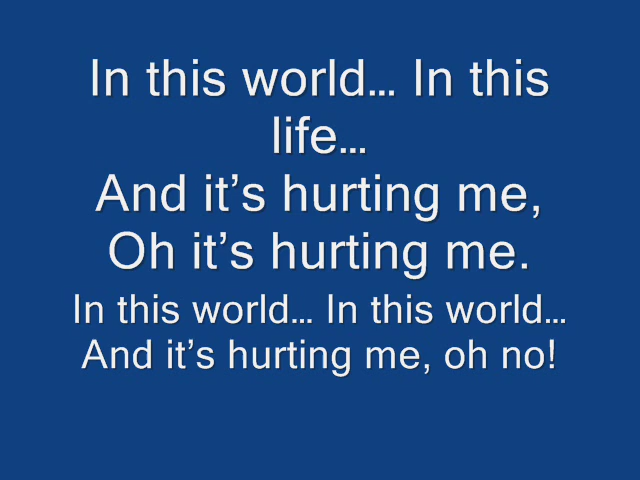 In this world… In this
life…
And it’s hurting me,
Oh it’s hurting me.
In this world… In this world…
And it’s hurting me, oh no!